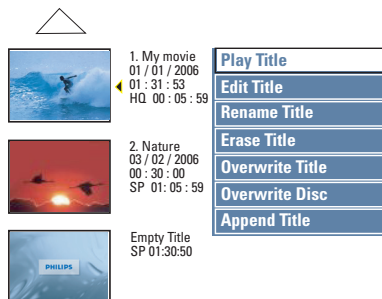 1. My movie
01 / 01 / 2006
01 : 31 : 53
HQ 00 : 05 : 59
2. Nature
03 / 02 / 2006
00 : 30 : 00
SP 01: 05 : 59
PHILIPS
Empty Title
SP 01:30:50
Play Title
Edit Title
Rename Title
Erase Title
Overwrite Title
Overwrite Disc
Append Title